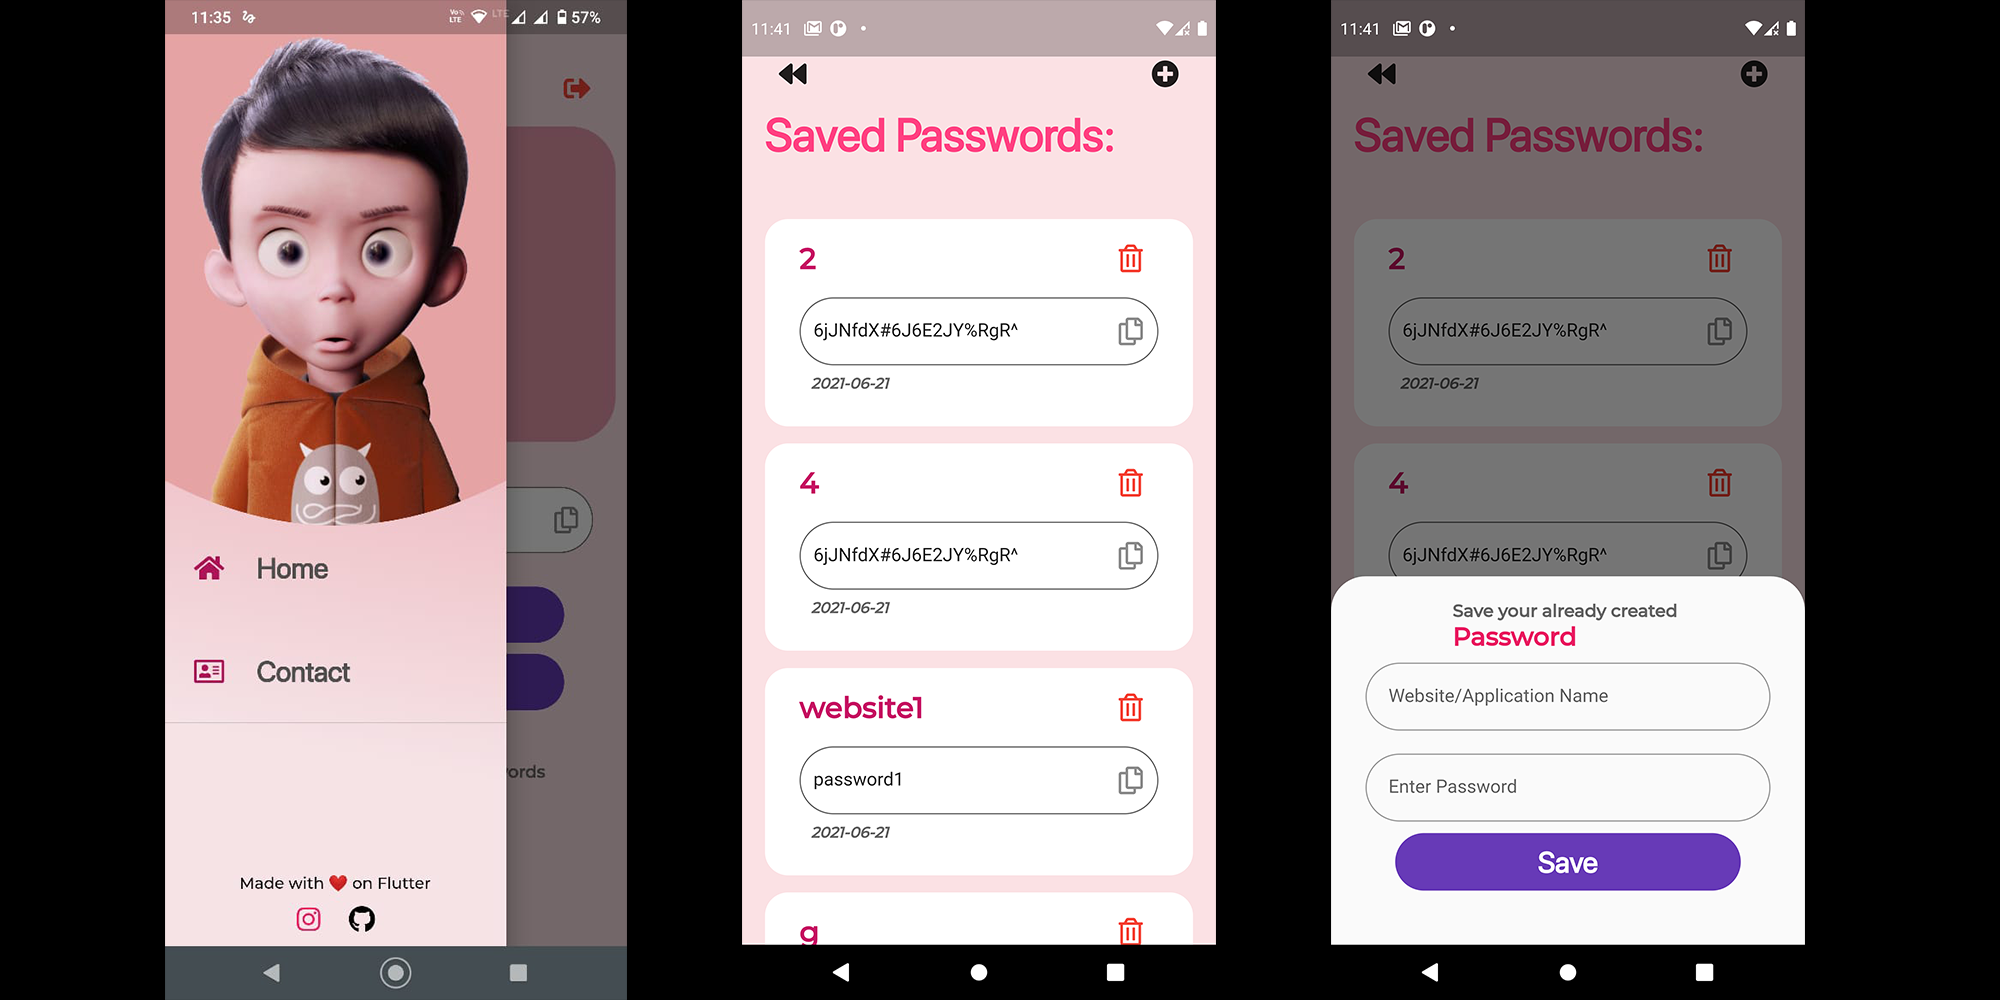 11:35
Vo
LTE
LTE
57%
ords
Home
Contact
Made with ❤️ on Flutter
11:41
Saved Passwords:
2
6jJNfdX#6J6E2JY%RgR^
2021-06-21
4
6jJNfdX#6J6E2JY%RgR^
2021-06-21
website1
password1
2021-06-21
g
11:41
Saved Passwords:
2
6jJNfdX#6J6E2JY%RgR^
2021-06-21
4
6jJNfdX#6J6E2JY%RgR^
Save your already created
Password
Website/Application Name
Enter Password
Save